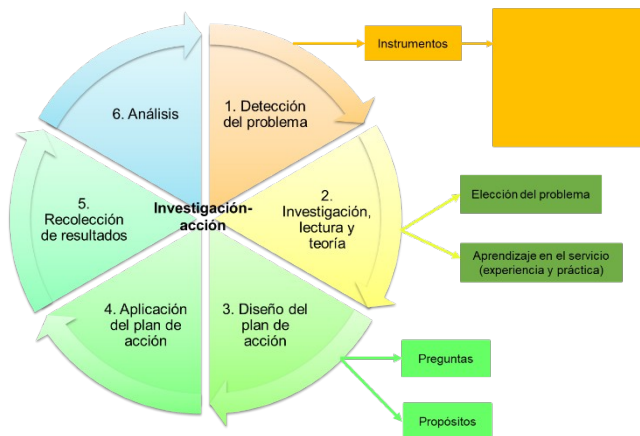 1. Detección
del problema
Instrumentos
2.
Investigación,
lectura y
teoría
Elección del problema
Aprendizaje en el servicio
(experiencia y práctica)
3. Diseño del
plan de
acción
Preguntas
Propósitos
4. Aplicación
del plan de
acción
5.
Recolección
de resultados
6. Análisis
Investigación-
acción